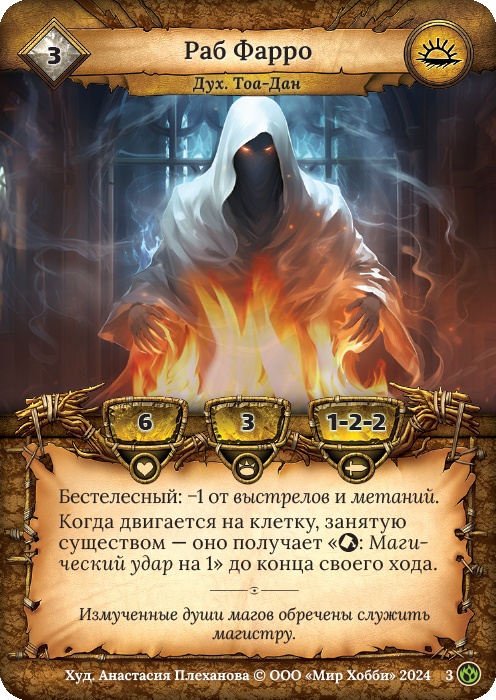 3
Раб Фарро
Дух. Тоа-Дан
6
3
1-2-2
Бестелесный: −1 от выстрелов и метаний.
Когда двигается на клетку, занятую
существом — оно получает «: Маги-
ческий удар на 1» до конца своего хода.
Измученные души магов обречены служить
магистру.
Худ. Анастасия Плеханова © ООО «Мир Хобби» 2024 3